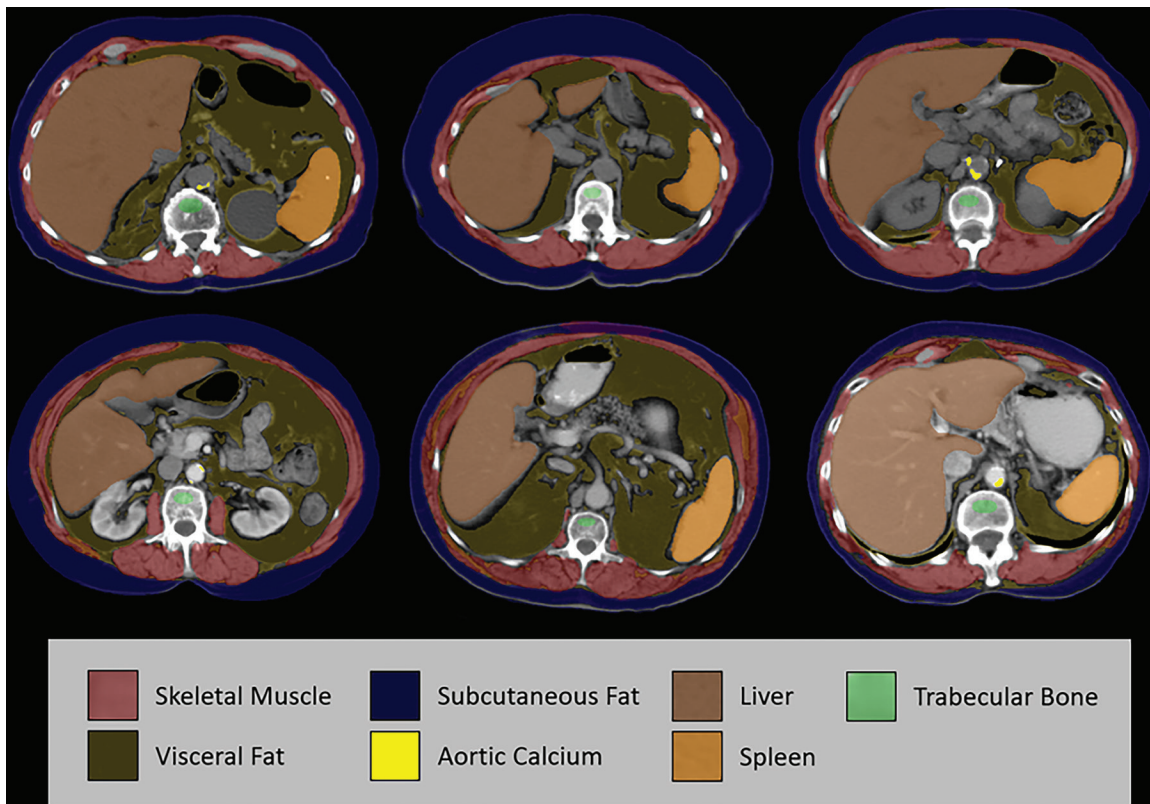 Skeletal Muscle
Subcutaneous Fat
Liver
Trabecular Bone
Visceral Fat
Aortic Calcium
Spleen